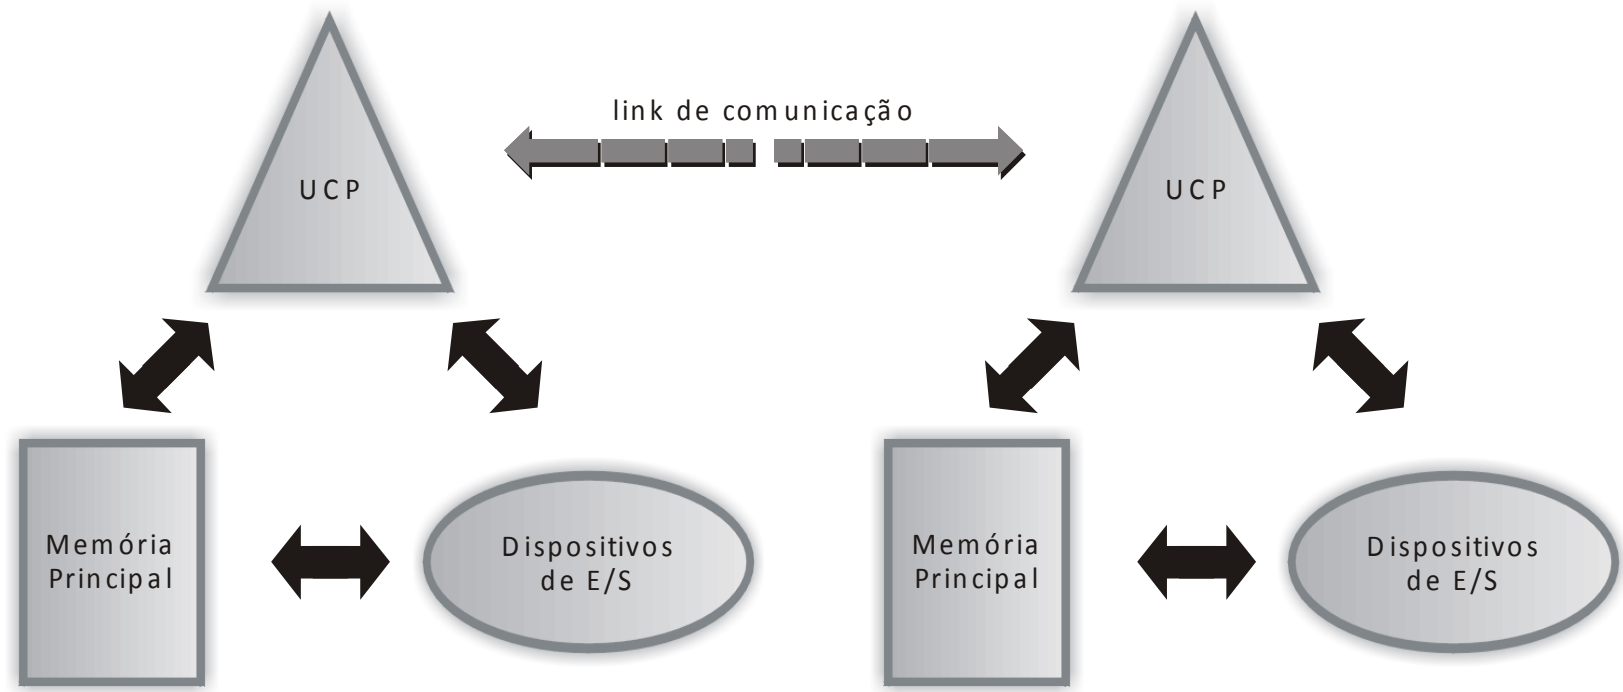 link de comunicação
UCP
UCP
Memória
Principal
Dispositivos
de E/S
Memória
Principal
Dispositivos
de E/S